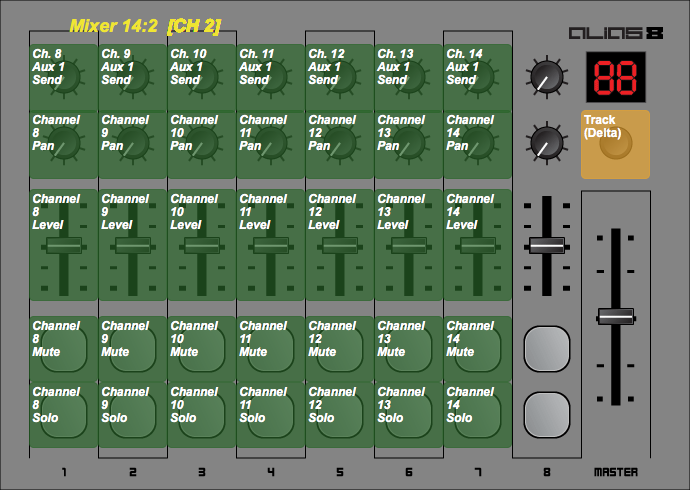 Mixer 14:2 [CH 2]
ALIAS 8
Ch. 8
Aux 1
Send
Ch. 9
Aux 1
Send
Ch. 10
Aux 1
Send
Ch. 11
Aux 1
Send
Ch. 12
Aux 1
Send
Ch. 13
Aux 1
Send
Ch. 14
Aux 1
Send
88
Channel
8
Pan
Channel
9
Pan
Channel
10
Pan
Channel
11
Pan
Channel
12
Pan
Channel
13
Pan
Channel
14
Pan
Track
(Delta)
Channel
8
Level
Channel
9
Level
Channel
10
Level
Channel
11
Level
Channel
12
Level
Channel
13
Level
Channel
14
Level
Channel
8
Mute
Channel
9
Mute
Channel
10
Mute
Channel
11
Mute
Channel
12
Mute
Channel
13
Mute
Channel
14
Mute
Channel
8
Solo
Channel
9
Solo
Channel
10
Solo
Channel
11
Solo
Channel
12
Solo
Channel
13
Solo
Channel
14
Solo
1 2 3 4 5 6 7 8 MASTER